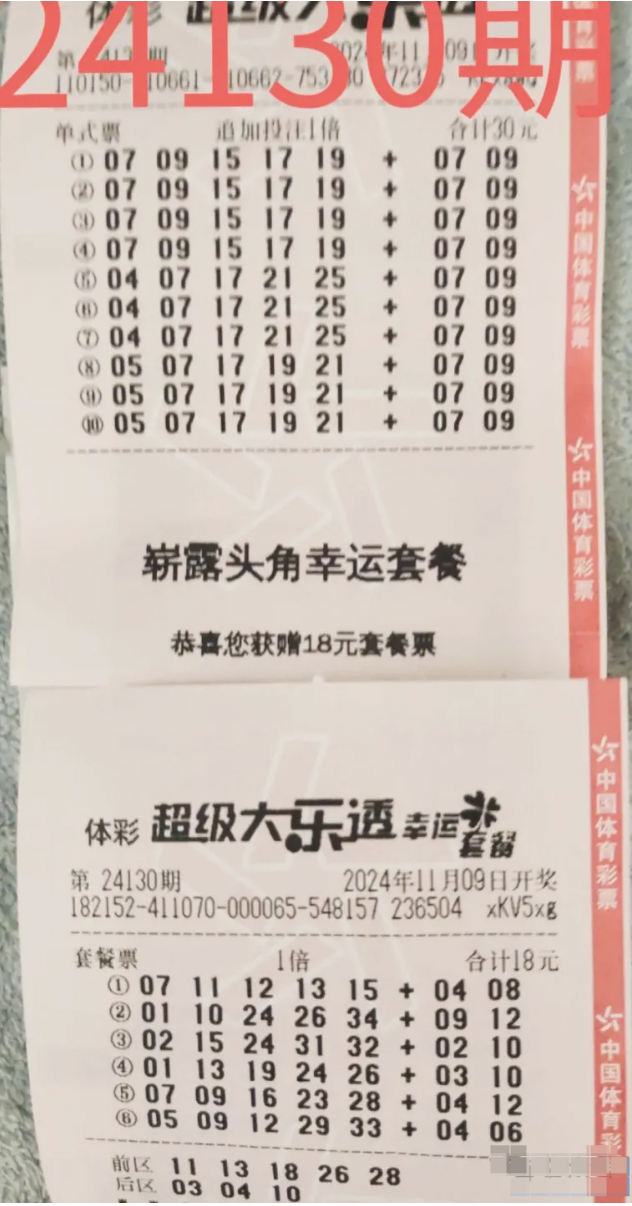 24130期
体彩 超级大乐透
第 24130期 2024年11月09日开奖
单式票 追加投注1倍 合计30元
① 07 09 15 17 19 + 07 09
② 07 09 15 17 19 + 07 09
③ 07 09 15 17 19 + 07 09
④ 07 09 15 17 19 + 07 09
⑤ 04 07 17 21 25 + 07 09
⑥ 04 07 17 21 25 + 07 09
⑦ 04 07 17 21 25 + 07 09
⑧ 05 07 17 19 21 + 07 09
⑨ 05 07 17 19 21 + 07 09
⑩ 05 07 17 19 21 + 07 09
中国体育彩票
中国体育彩票
崭露头角幸运套餐
恭喜您获赠18元套餐票
体彩 超级大乐透 幸运套餐
第 24130期 2024年11月09日开奖
182152-411070-000065-548157 236504 xKV5xg
套餐票 1倍 合计18元
① 07 11 12 13 15 + 04 08
② 01 10 24 26 34 + 09 12
③ 02 15 24 31 32 + 02 10
④ 01 13 19 24 26 + 03 10
⑤ 07 09 16 23 28 + 04 12
⑥ 05 09 12 29 33 + 04 06
前区 11 13 18 26 28
后区 03 04 10
中国体育彩票
中国体育彩